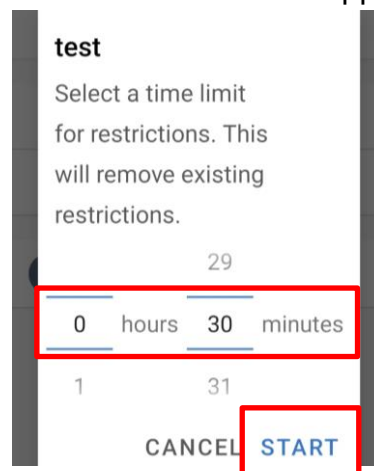 test
Select a time limit
for restrictions. This
will remove existing
restrictions.
29
0 hours 30 minutes
1 31
CANCEL START